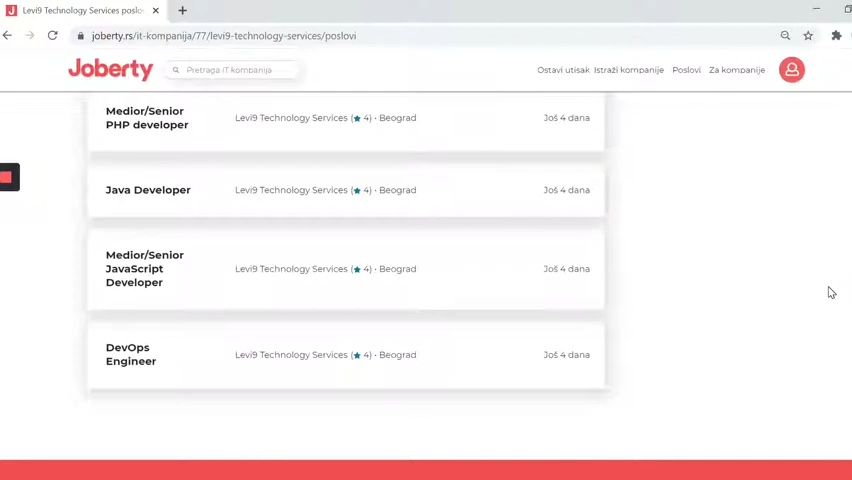 Levi9 Technology Services poslo
joberty.rs/it-kompanija/77/levi9-technology-services/poslovi
Joberty
Pretraga IT kompanija
Ostavi utisak Istraži kompanije Poslovi Za kompanije
Medior/Senior
PHP developer
Levi9 Technology Services (★ 4) • Beograd
Još 4 dana
Java Developer
Levi9 Technology Services (★ 4) • Beograd
Još 4 dana
Medior/Senior
JavaScript
Developer
Levi9 Technology Services (★ 4) • Beograd
Još 4 dana
DevOps
Engineer
Levi9 Technology Services (★ 4) • Beograd
Još 4 dana